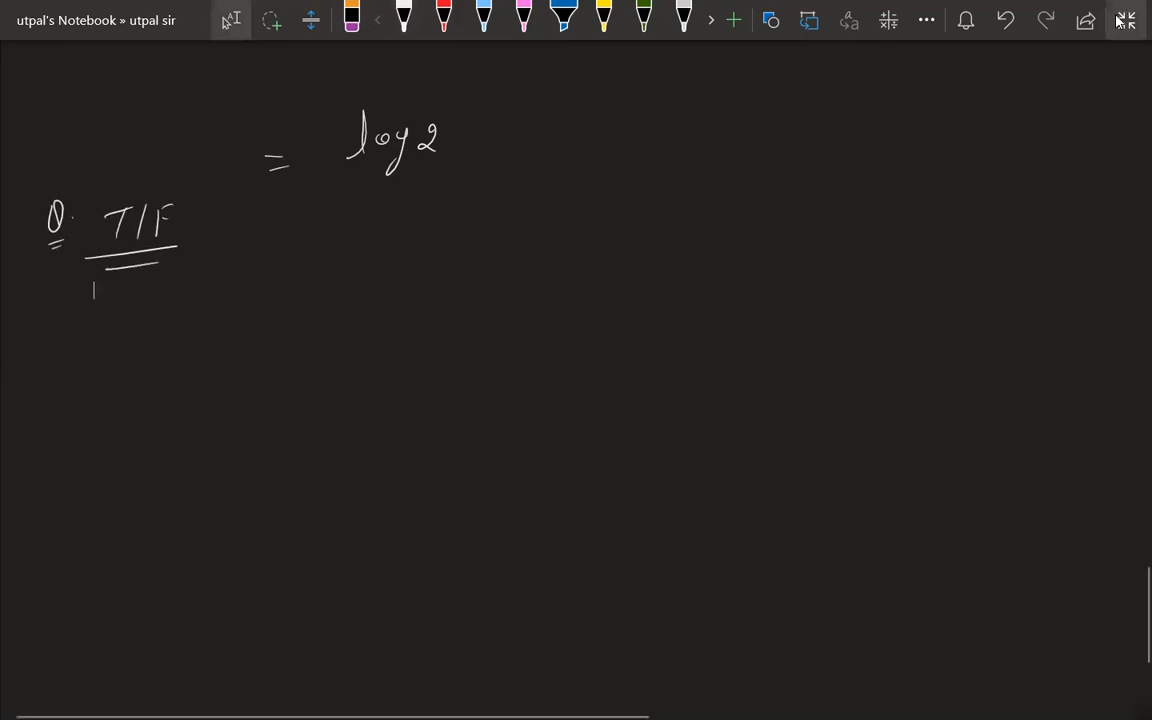 utpal's Notebook » utpal sir
= log 2
Q. T/F